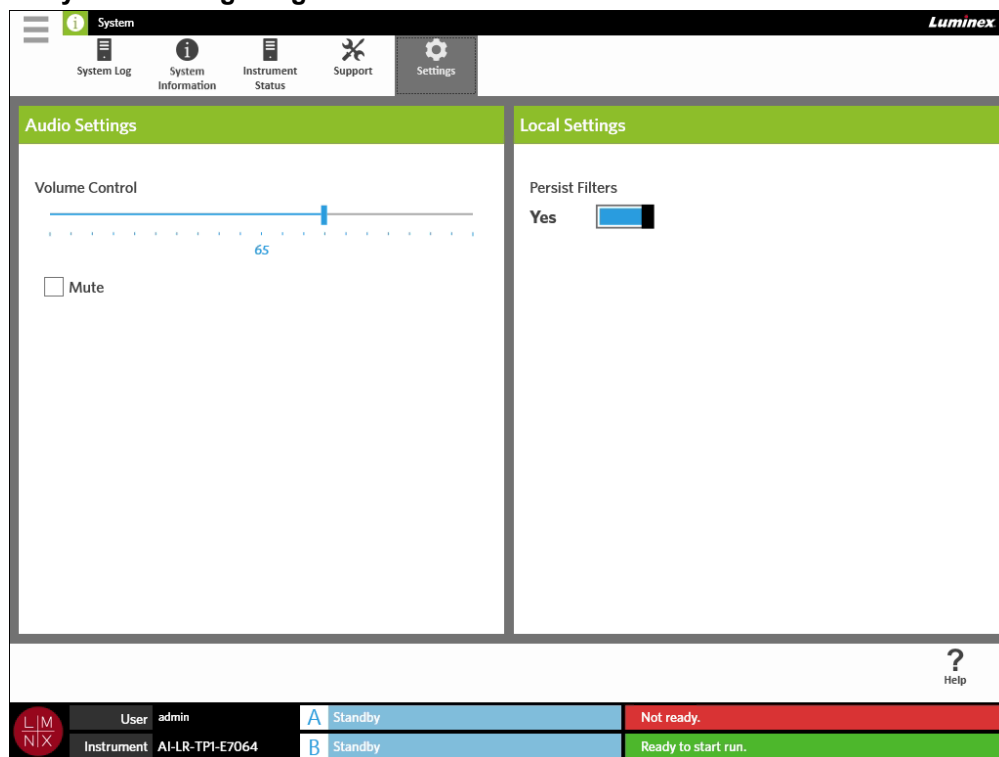 System
Luminex
System Log
System
Information
Instrument
Status
Support
Settings
Audio Settings
Local Settings
Volume Control
65
Mute
Persist Filters
Yes
?
Help
L M
N X
User admin
A Standby
Not ready.
Instrument AI-LR-TP1-E7064
B Standby
Ready to start run.